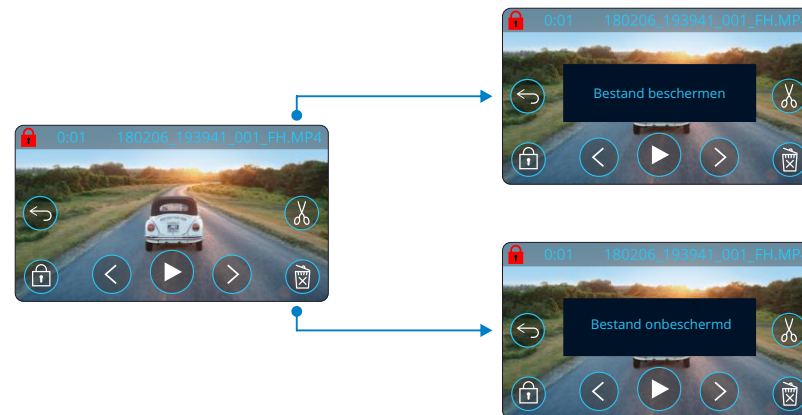 0:01 180206_193941_001_FH.MP4
0:01 180206_193941_001_FH.MP
Bestand beschermen
0:01 180206_193941_001_FH.MP
Bestand onbeschermd